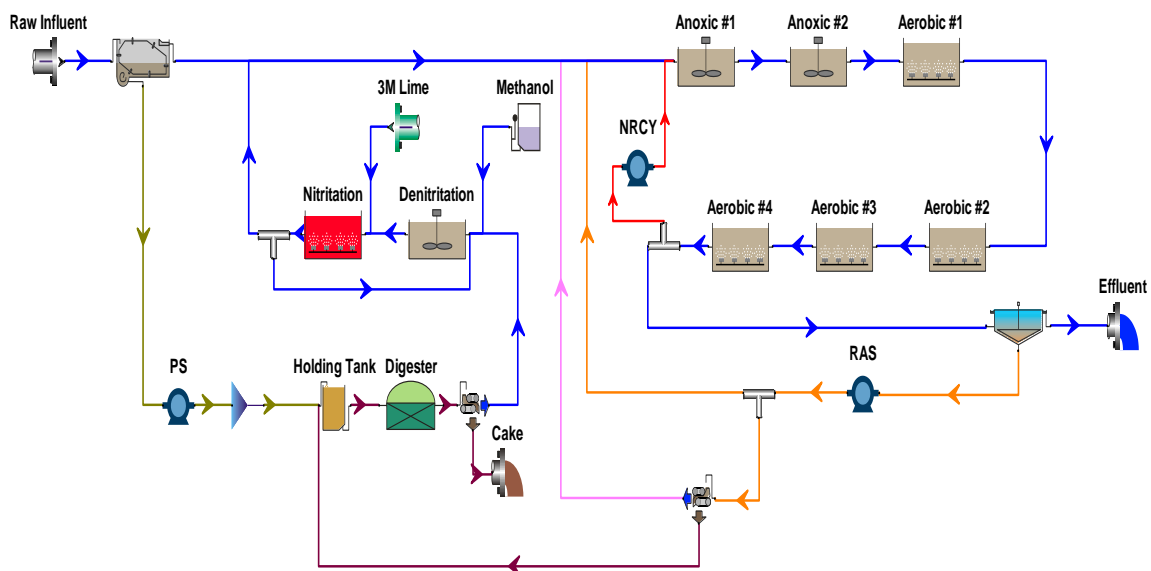 Raw Influent
Anoxic #1
Anoxic #2
Aerobic #1
3M Lime
Methanol
NRCY
Nitritation
Denitritation
Aerobic #4
Aerobic #3
Aerobic #2
Effluent
PS
Holding Tank
Digester
RAS
Cake